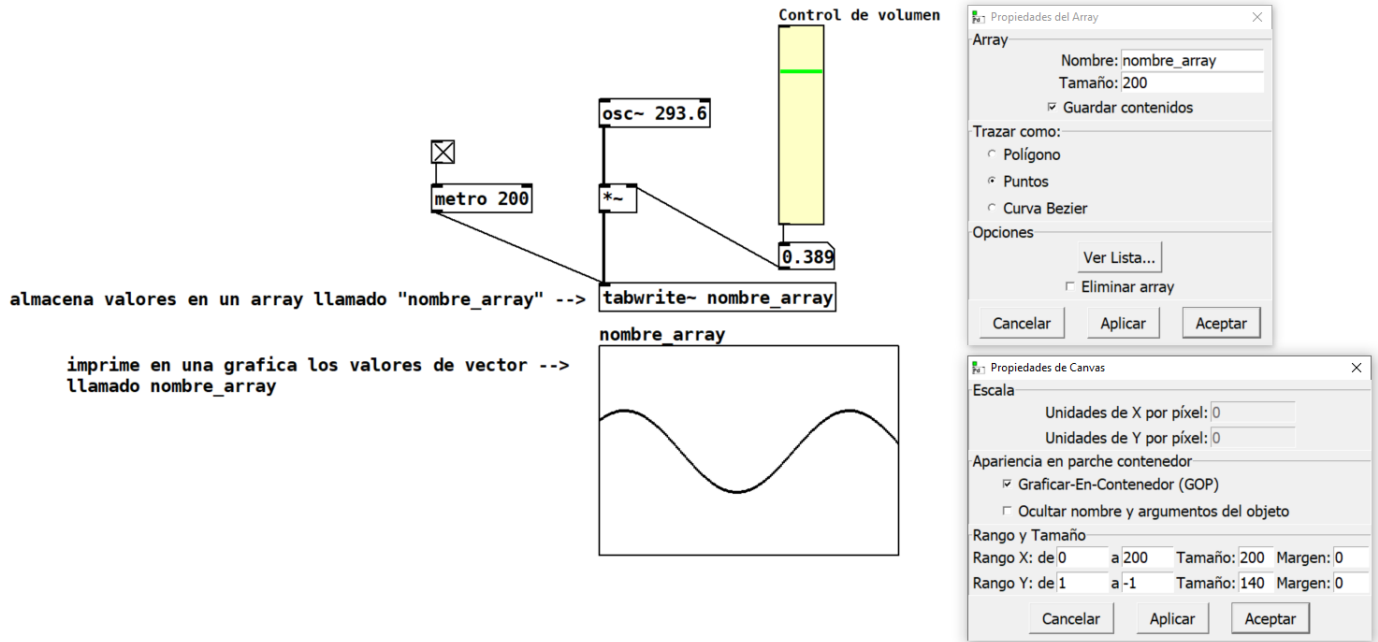 Control de volumen
osc~ 293.6
metro 200
*~
0.389
almacena valores en un array llamado "nombre_array" -->
tabwrite~ nombre_array
nombre_array
imprime en una grafica los valores de vector -->
llamado nombre_array
Propiedades del Array
Array
Nombre: nombre_array
Tamaño: 200
Guardar contenidos
Trazar como:
Polígono
Puntos
Curva Bezier
Opciones
Ver Lista...
Eliminar array
Cancelar Aplicar Aceptar
Propiedades de Canvas
Escala
Unidades de X por píxel: 0
Unidades de Y por píxel: 0
Apariencia en parche contenedor
Graficar-En-Contenedor (GOP)
Ocultar nombre y argumentos del objeto
Rango y Tamaño
Rango X: de 0 a 200 Tamaño: 200 Margen: 0
Rango Y: de 1 a -1 Tamaño: 140 Margen: 0
Cancelar Aplicar Aceptar